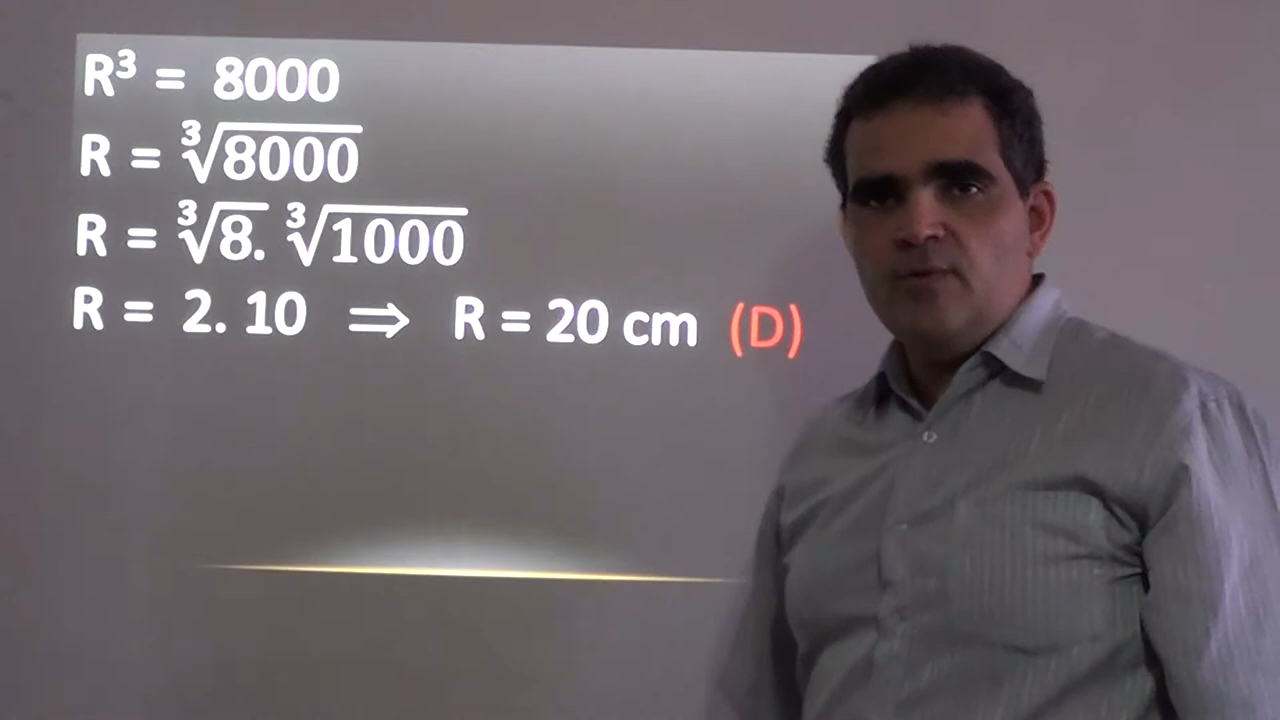 R³ = 8000
R = ∛8000
R = ∛8. ∛1000
R = 2. 10 ⇒ R = 20 cm (D)